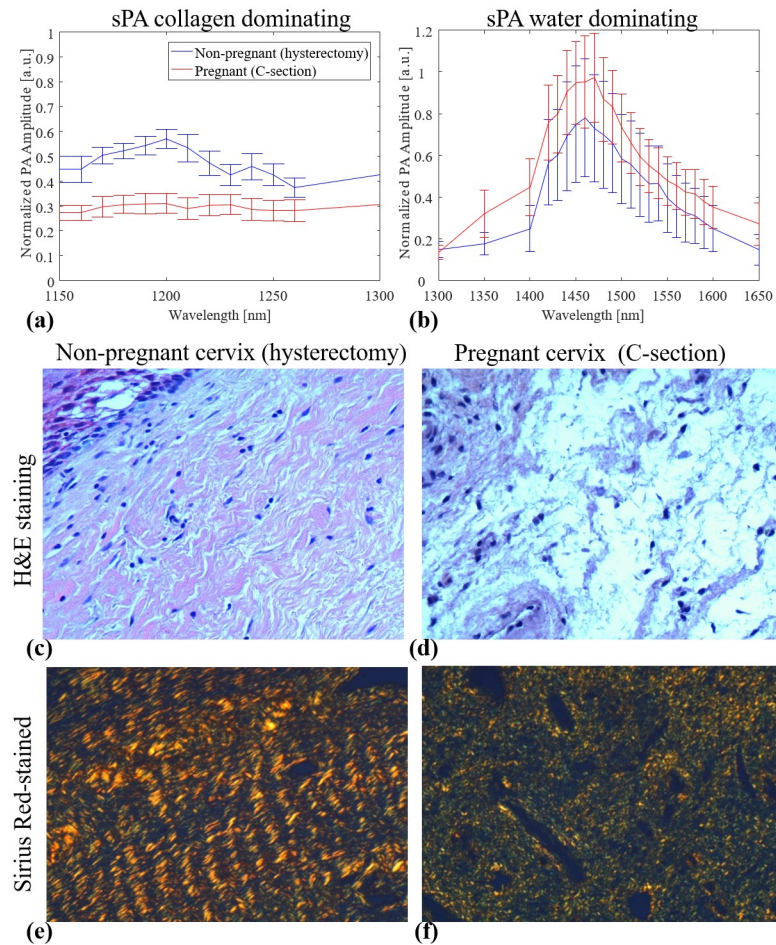 sPA collagen dominating
sPA water dominating
Normalized PA Amplitude [a.u.]
1
0.9
0.8
0.7
0.6
0.5
0.4
0.3
0.2
0.1
0
Non-pregnant (hysterectomy)
Pregnant (C-section)
1150
1200
1250
1300
Wavelength [nm]
(a)
Normalized PA Amplitude [a.u.]
1.2
1
0.8
0.6
0.4
0.2
0
1300
1350
1400
1450
1500
1550
1600
1650
Wavelength [nm]
(b)
Non-pregnant cervix (hysterectomy)
Pregnant cervix (C-section)
H&E staining
(c)
(d)
Sirius Red-stained
(e)
(f)